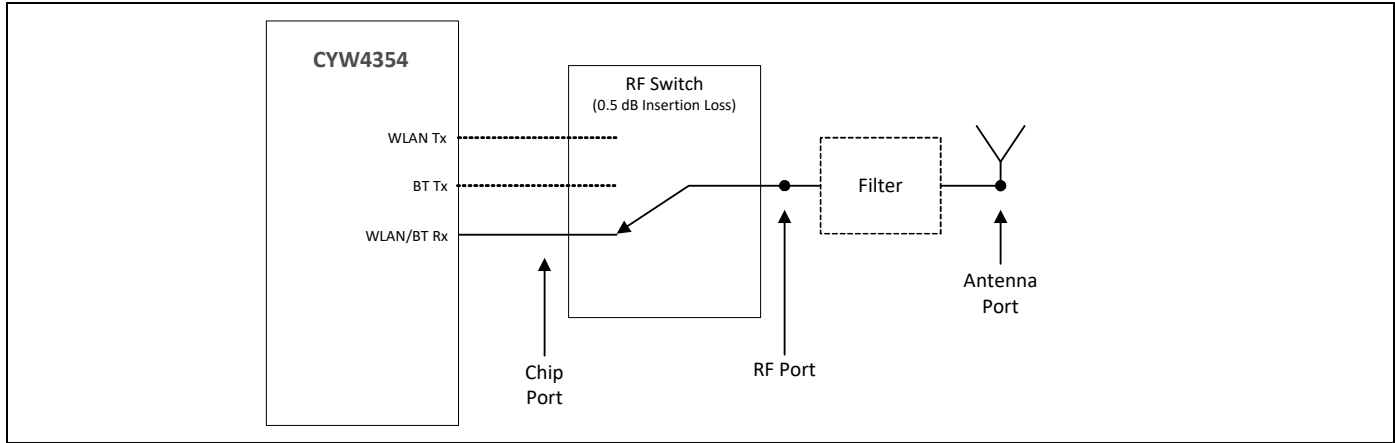 CYW4354
RF Switch
(0.5 dB Insertion Loss)
WLAN Tx
BT Tx
WLAN/BT Rx
Filter
Antenna
Port
RF Port
Chip
Port